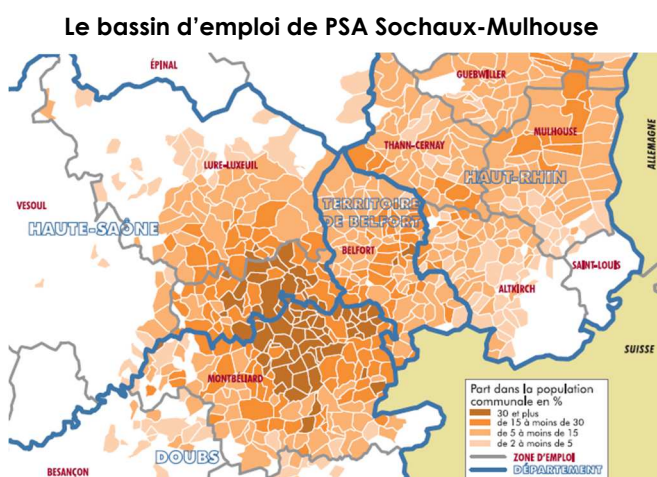 Le bassin d’emploi de PSA Sochaux-Mulhouse
ÉPINAL
GUEBWILLER
MULHOUSE
THANN-CERNAY
ALLEMAGNE
LURE-LUXEUIL
HAUT-RHIN
VESOUL
TERRITOIRE
DE BELFORT
HAUTE-SAÔNE
BELFORT
SAINT-LOUIS
ALTKIRCH
SUISSE
MONTBÉLIARD
DOUBS
BESANÇON
Part dans la population
communale en %
30 et plus
de 15 à moins de 30
de 5 à moins de 15
de 2 à moins de 5
ZONE D'EMPLOI
DÉPARTEMENT